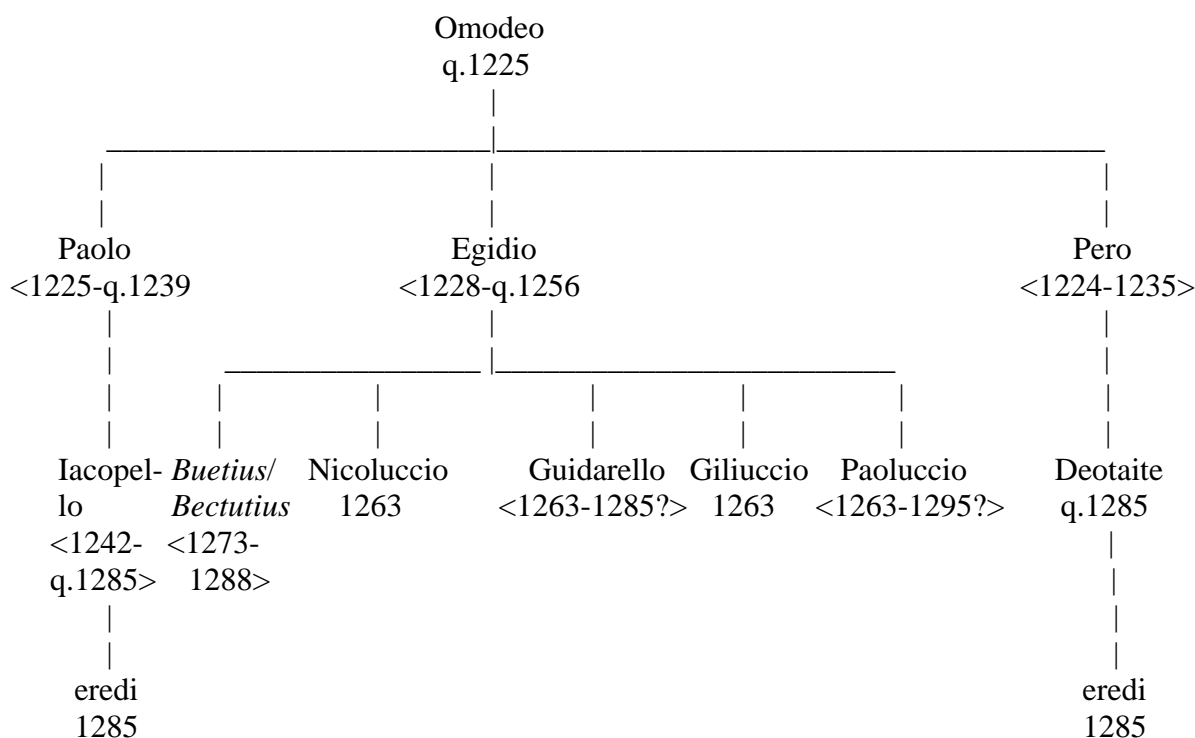 Omodeo
q.1225
Paolo Egidio Pero
<1225-q.1239 <1228-q.1256 <1224-1235>
Iacopel- Buetius/ Nicoluccio Guidarello Giliuccio Paoluccio Deotaite
lo Bectutius 1263 <1263-1285?> 1263 <1263-1295?> q.1285
<1242- <1273-
q.1285> 1288>
eredi eredi
1285 1285